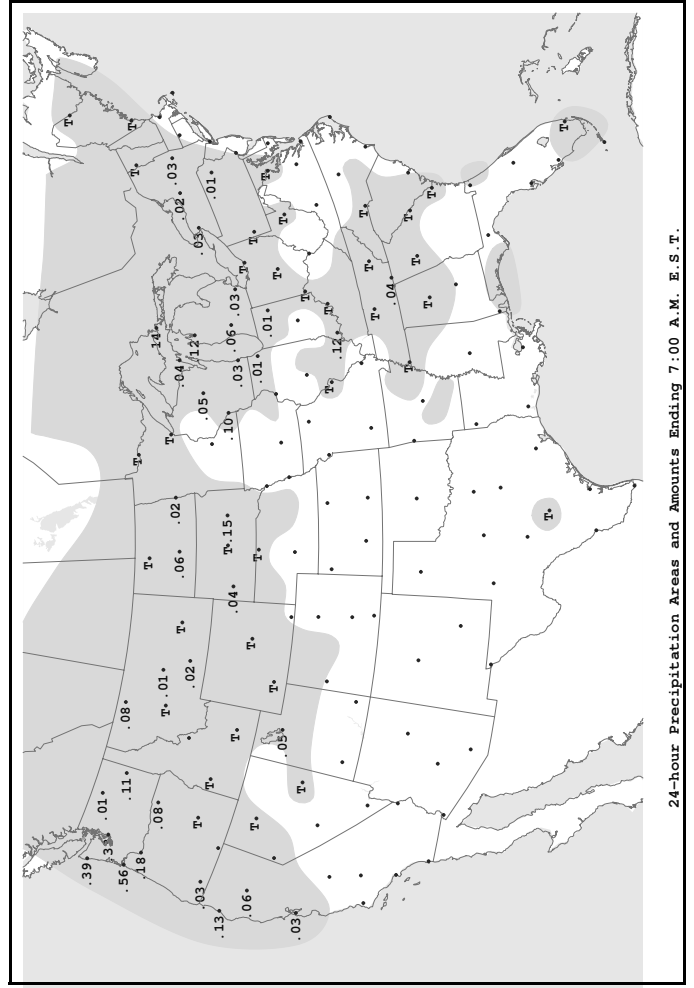 T
.39
.01
.56
.08
.11
T
T
T
.18
T
.14
.08
.01
T
T
.03
.02
.06
.04
.02
T
.02
.12
T
.03
.03
.05
T
.01
.13
T.15
.10
.06
.04
.03
T
.03
T
.06
T
T
T
.01
T
T
.01
T
T
.05
T
.03
T
T
T
T
.12
T
T
T
.04
T
T
T
T
T
T
T
24-hour Precipitation Areas and Amounts Ending 7:00 A.M. E.S.T.